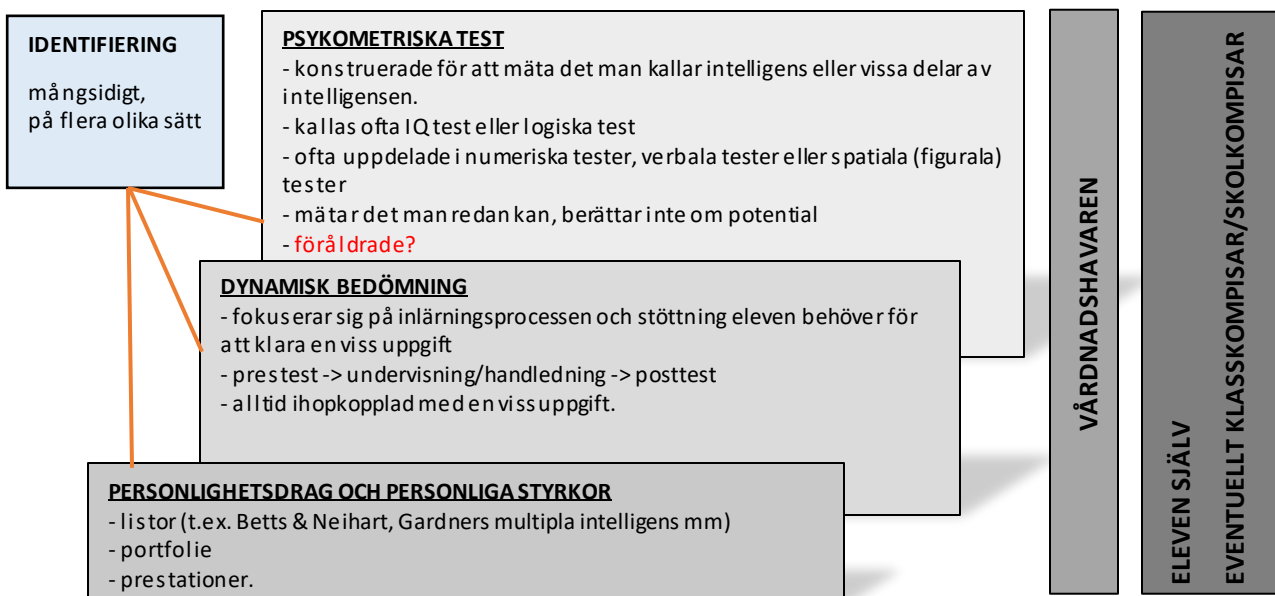 IDENTIFIERING
mångsidigt,
på flera olika sätt
PSYKOMETRISKA TEST
- konstruerade för att mäta det man kallar intelligens eller vissa delar av
intelligensen.
- kallas ofta IQ test eller logiska test
- ofta uppdelade i numeriska tester, verbala tester eller spatiala (figurala)
tester
- mätar det man redan kan, berättar inte om potential
- föråldrade?
DYNAMISK BEDÖMNING
- fokuserar sig på inlärningsprocessen och stöttning eleven behöver för
att klara en viss uppgift
- prestest -> undervisning/handledning -> posttest
- alltid ihopkopplad med en viss uppgift.
PERSONLIGHETSDRAG OCH PERSONLIGA STYRKOR
- listor (t.ex. Betts & Neihart, Gardners multipla intelligens mm)
- portfolie
- prestationer.
VÅRDNADSHAVAREN
ELEVEN SJÄLV
EVENTUELLT KLASSKOMPISAR/SKOLKOMPISAR